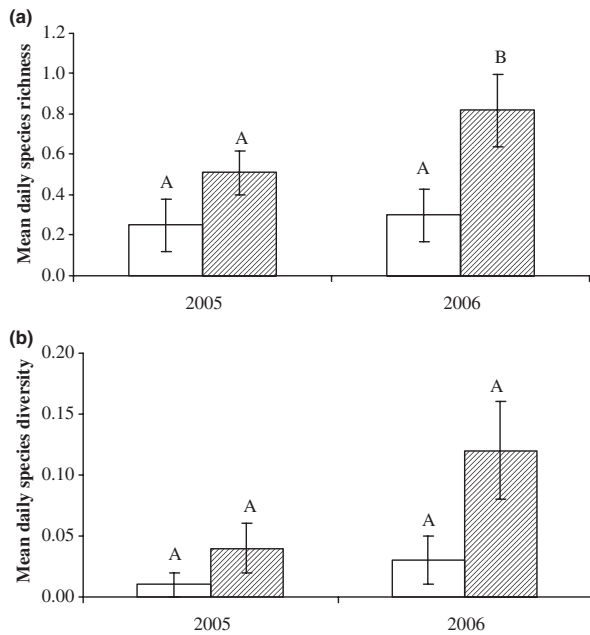 (a)
Mean daily species richness
1.2
1.0
0.8
0.6
0.4
0.2
0.0
A
A
A
B
2005
2006
(b)
Mean daily species diversity
0.20
0.15
0.10
0.05
0.00
A
A
A
A
2005
2006